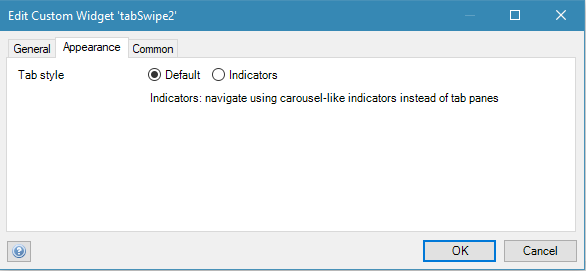 Edit Custom Widget 'tabSwipe2'
General Appearance Common
Tab style Default Indicators
Indicators: navigate using carousel-like indicators instead of tab panes
OK Cancel